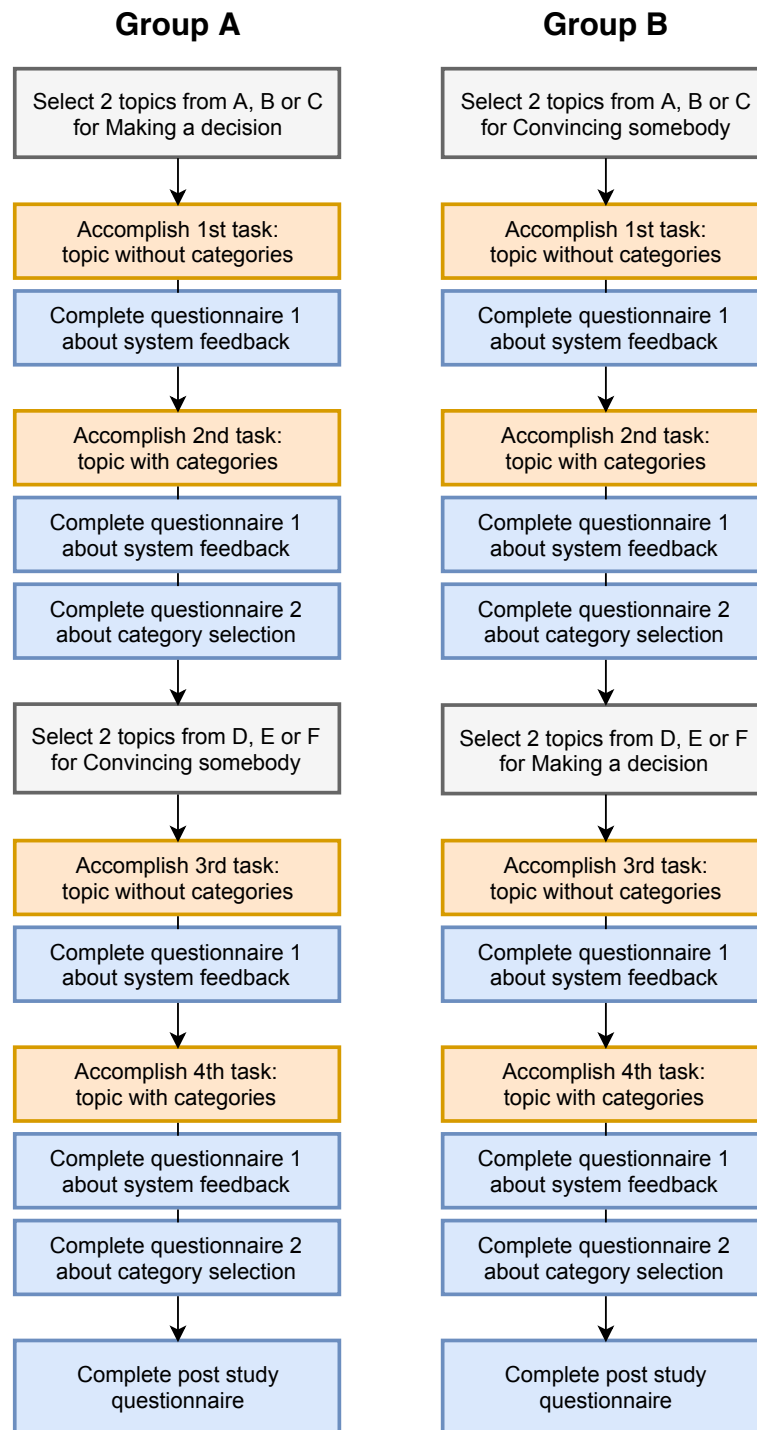 Group A
Select 2 topics from A, B or C
for Making a decision
Accomplish 1st task:
topic without categories
Complete questionnaire 1
about system feedback
Accomplish 2nd task:
topic with categories
Complete questionnaire 1
about system feedback
Complete questionnaire 2
about category selection
Select 2 topics from D, E or F
for Convincing somebody
Accomplish 3rd task:
topic without categories
Complete questionnaire 1
about system feedback
Accomplish 4th task:
topic with categories
Complete questionnaire 1
about system feedback
Complete questionnaire 2
about category selection
Complete post study
questionnaire
Group B
Select 2 topics from A, B or C
for Convincing somebody
Accomplish 1st task:
topic without categories
Complete questionnaire 1
about system feedback
Accomplish 2nd task:
topic with categories
Complete questionnaire 1
about system feedback
Complete questionnaire 2
about category selection
Select 2 topics from D, E or F
for Making a decision
Accomplish 3rd task:
topic without categories
Complete questionnaire 1
about system feedback
Accomplish 4th task:
topic with categories
Complete questionnaire 1
about system feedback
Complete questionnaire 2
about category selection
Complete post study
questionnaire